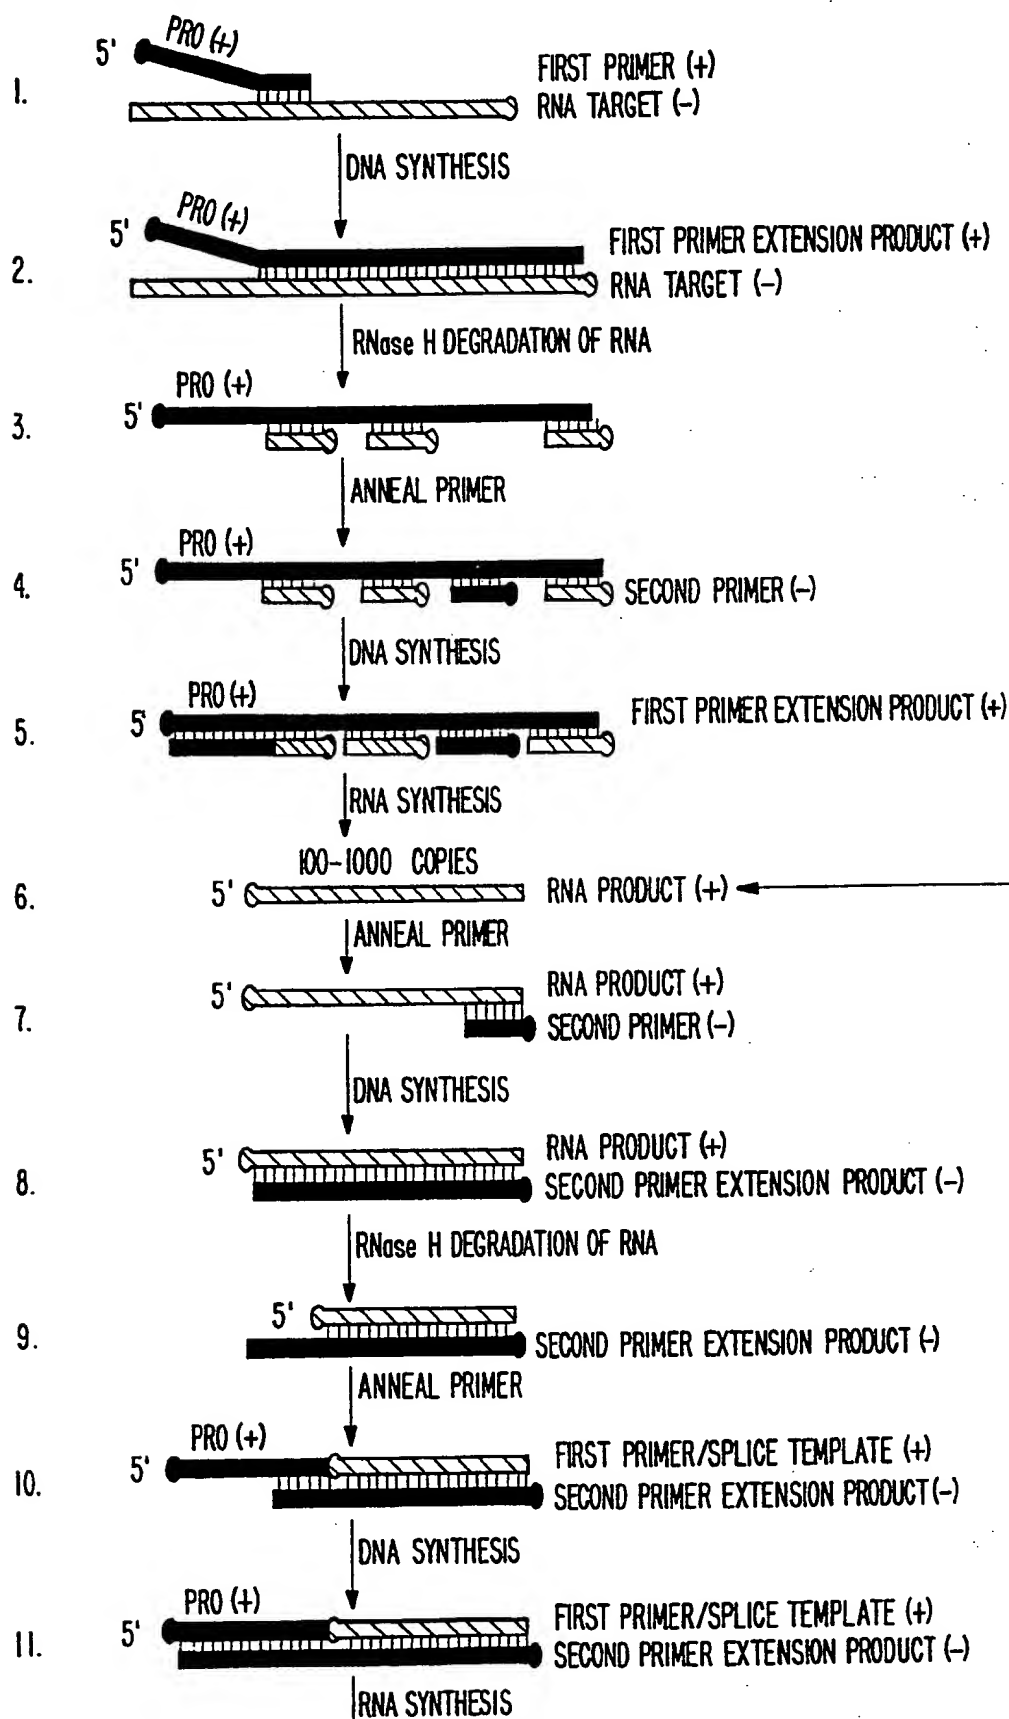 5' PRO (+)
1. FIRST PRIMER (+)
RNA TARGET (-)
DNA SYNTHESIS
5' PRO (+)
2. FIRST PRIMER EXTENSION PRODUCT (+)
RNA TARGET (-)
RNase H DEGRADATION OF RNA
PRO (+)
3. 5'
ANNEAL PRIMER
PRO (+)
4. 5' SECOND PRIMER (-)
DNA SYNTHESIS
PRO (+)
5. 5' FIRST PRIMER EXTENSION PRODUCT (+)
RNA SYNTHESIS
100-1000 COPIES
6. 5' RNA PRODUCT (+)
ANNEAL PRIMER
5' RNA PRODUCT (+)
7. SECOND PRIMER (-)
DNA SYNTHESIS
5' RNA PRODUCT (+)
8. SECOND PRIMER EXTENSION PRODUCT (-)
RNase H DEGRADATION OF RNA
5'
9. SECOND PRIMER EXTENSION PRODUCT (-)
ANNEAL PRIMER
PRO (+)
5' FIRST PRIMER/SPLICE TEMPLATE (+)
10. SECOND PRIMER EXTENSION PRODUCT (-)
DNA SYNTHESIS
PRO (+)
5' FIRST PRIMER/SPLICE TEMPLATE (+)
11. SECOND PRIMER EXTENSION PRODUCT (-)
RNA SYNTHESIS